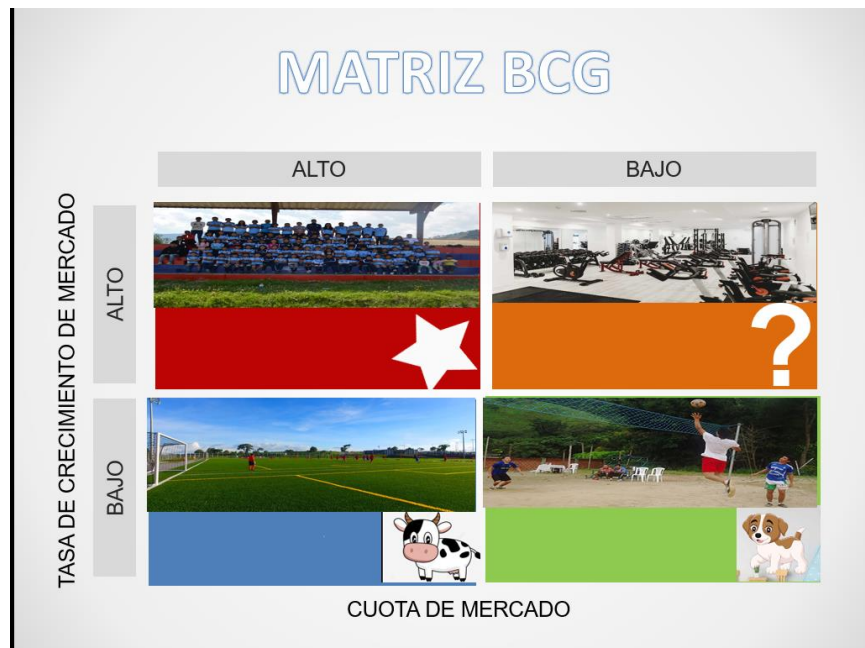 MATRIZ BCG
ALTO
BAJO
TASA DE CRECIMIENTO DE MERCADO
ALTO
?
BAJO
CUOTA DE MERCADO